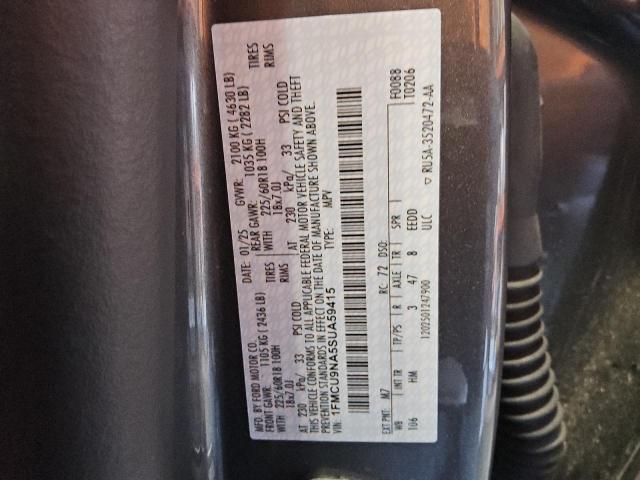 MFD. BY FORD MOTOR CO.
DATE: 01/25 GVWR: 2100 KG ( 4630 LB)
FRONT GAWR: 1105 KG ( 2436 LB) REAR GAWR: 1035 KG ( 2282 LB)
WITH 225/60R18 100H TIRES WITH 225/60R18 100H TIRES
18x7.0J RIMS 18x7.0J RIMS
AT 230 kPa/ 33 PSI COLD AT 230 kPa/ 33 PSI COLD
THIS VEHICLE CONFORMS TO ALL APPLICABLE FEDERAL MOTOR VEHICLE SAFETY AND THEFT
PREVENTION STANDARDS IN EFFECT ON THE DATE OF MANUFACTURE SHOWN ABOVE.
VIN: 1FMCU9NA5SUA59415 TYPE: MPV
EXT PNT: M7 RC: 72 DSO: F0088
WB INT TR TP/PS R AXLE TR SPR T0206
106 HM 3 47 8 EEDD
1202501247900 ULC RU5A-3520472-AA